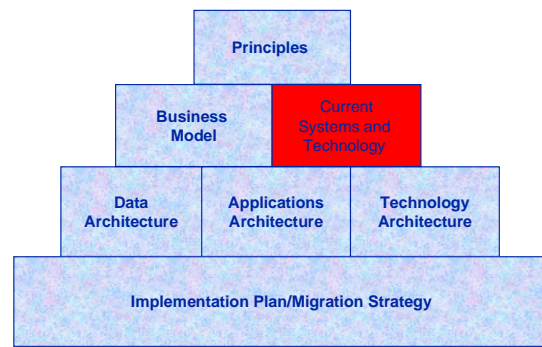 Principles
Business
Model
Current
Systems and
Technology
Data
Architecture
Applications
Architecture
Technology
Architecture
Implementation Plan/Migration Strategy